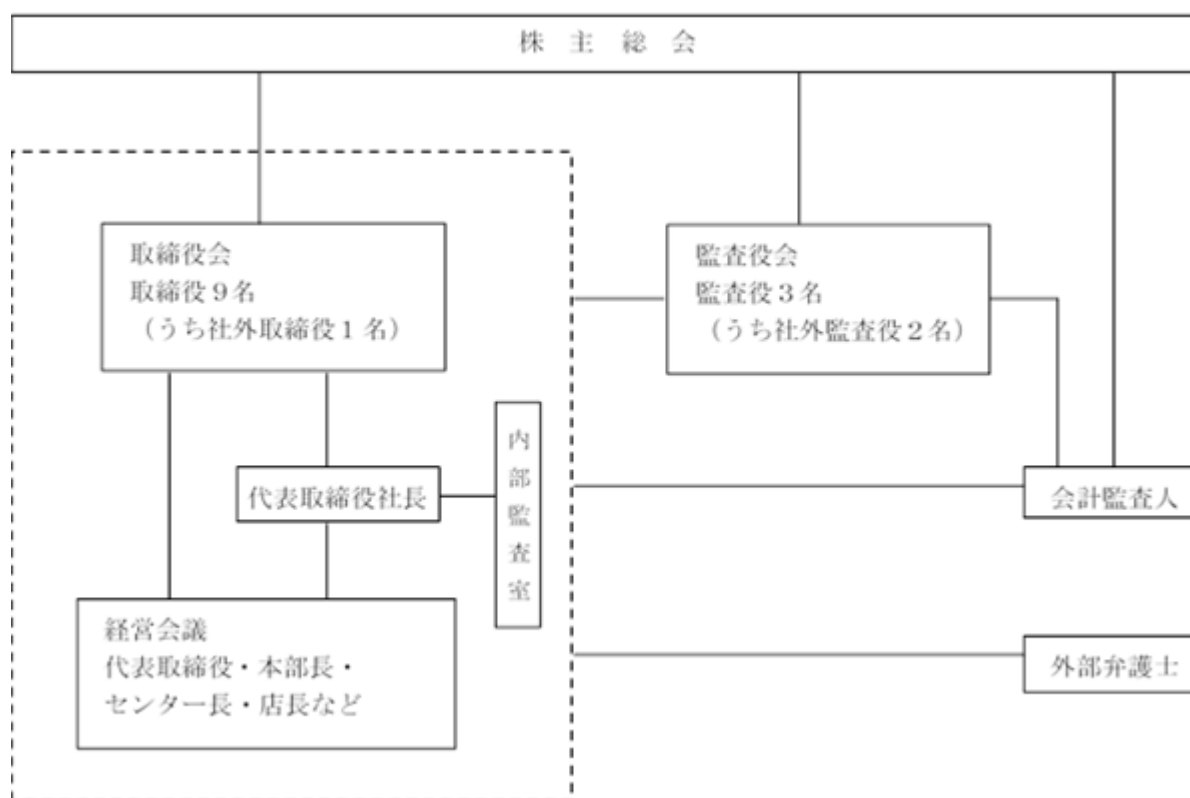 株主総会
取締役会
取締役9名
（うち社外取締役1名）
監査役会
監査役3名
（うち社外監査役2名）
内部監査室
代表取締役社長
会計監査人
経営会議
代表取締役・本部長・
センター長・店長など
外部弁護士